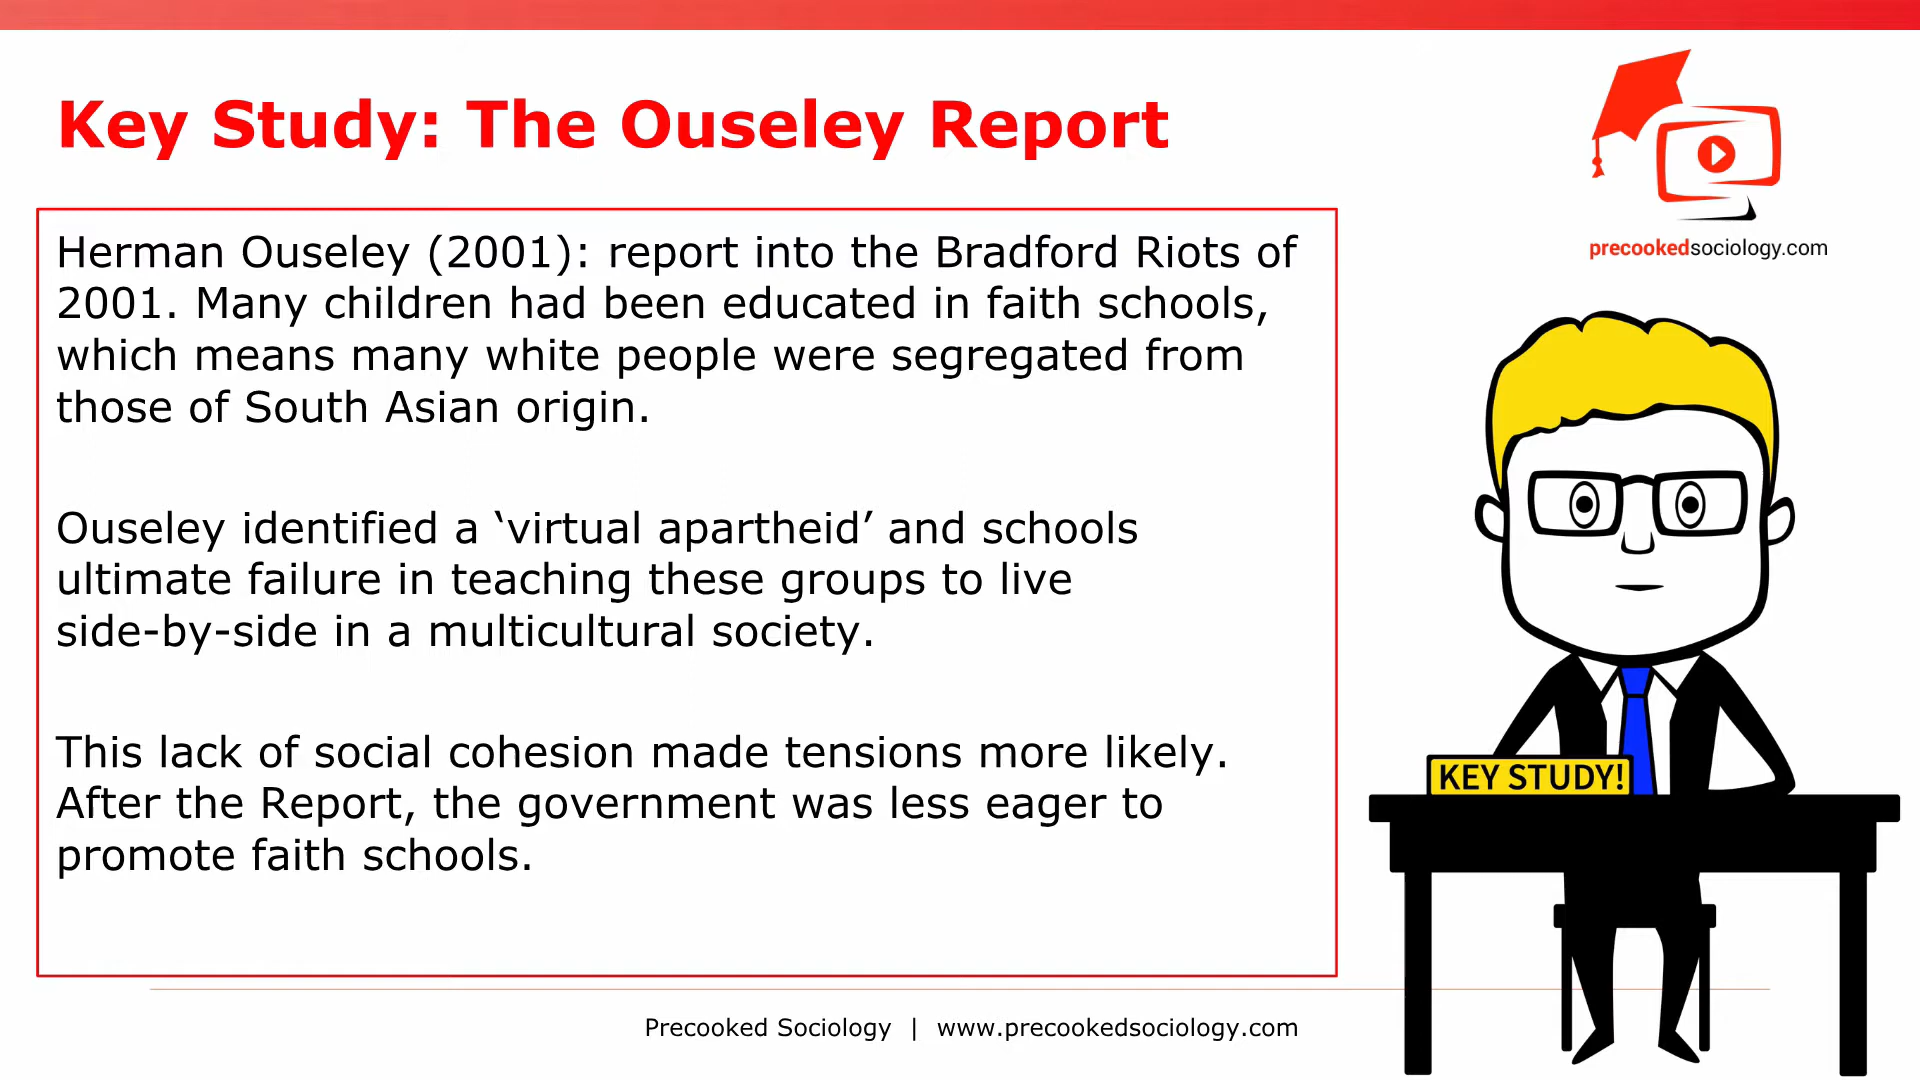 Key Study: The Ouseley Report
precookedsociology.com
Herman Ouseley (2001): report into the Bradford Riots of
2001. Many children had been educated in faith schools,
which means many white people were segregated from
those of South Asian origin.
Ouseley identified a ‘virtual apartheid’ and schools
ultimate failure in teaching these groups to live
side-by-side in a multicultural society.
This lack of social cohesion made tensions more likely.
After the Report, the government was less eager to
promote faith schools.
KEY STUDY!
Precooked Sociology | www.precookedsociology.com